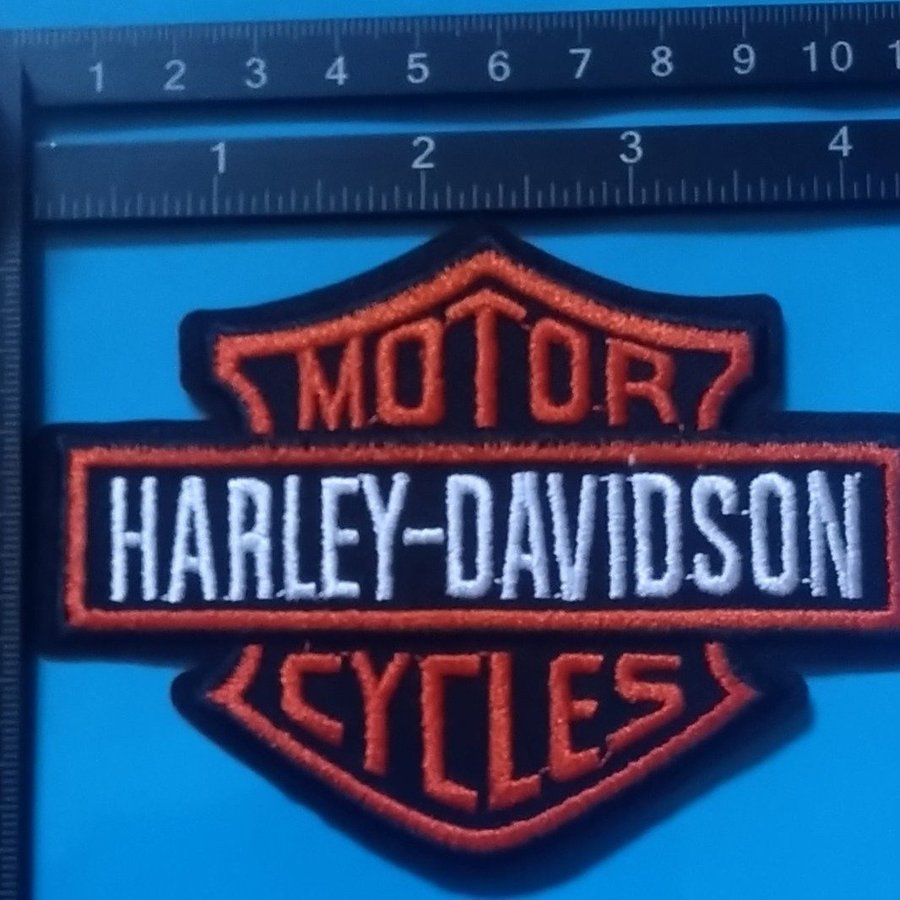 1 2 3 4 5 6 7 8 9 10
1 2 3 4
MOTOR
HARLEY-DAVIDSON
CYCLES